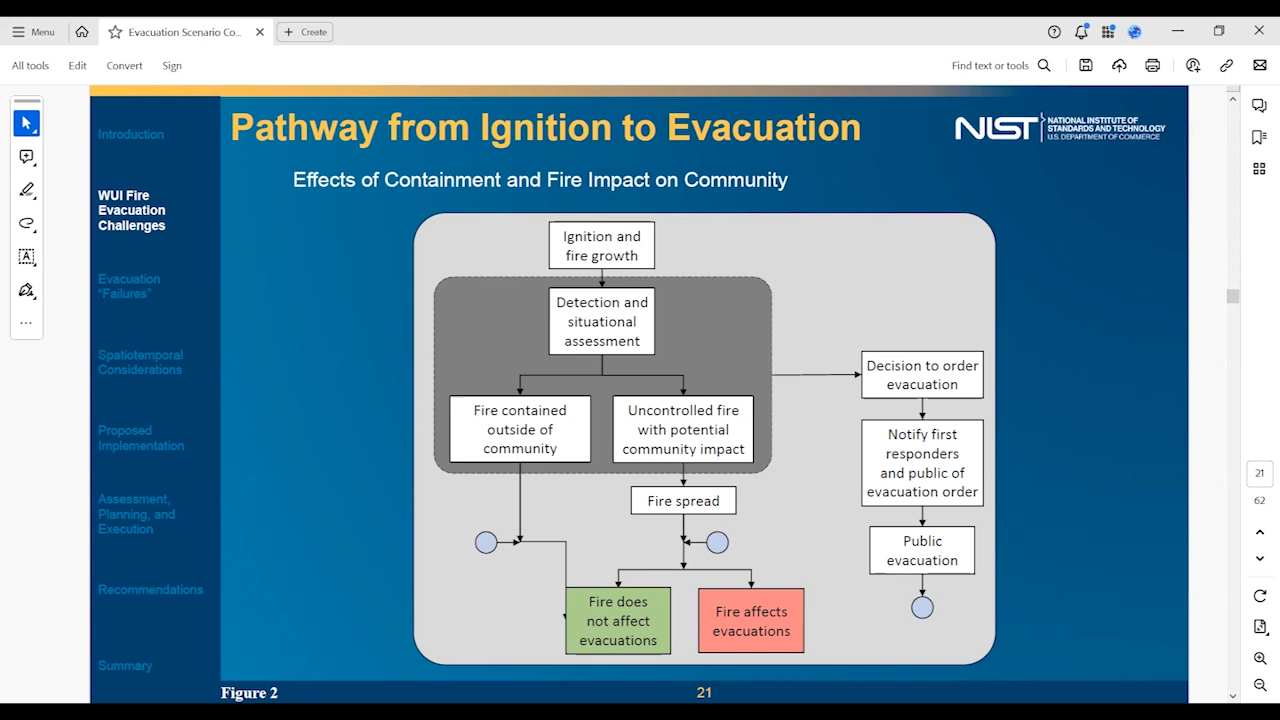 Menu
Evacuation Scenario Co...
Create
All tools
Edit
Convert
Sign
Find text or tools
Introduction
WUI Fire
Evacuation
Challenges
Evacuation
“Failures”
Spatiotemporal
Considerations
Proposed
Implementation
Assessment,
Planning, and
Execution
Recommendations
Summary
Pathway from Ignition to Evacuation
NIST
NATIONAL INSTITUTE OF
STANDARDS AND TECHNOLOGY
U.S. DEPARTMENT OF COMMERCE
Effects of Containment and Fire Impact on Community
Ignition and
fire growth
Detection and
situational
assessment
Fire contained
outside of
community
Uncontrolled fire
with potential
community impact
Fire spread
Fire does
not affect
evacuations
Fire affects
evacuations
Decision to order
evacuation
Notify first
responders
and public of
evacuation order
Public
evacuation
Figure 2
21
21
62